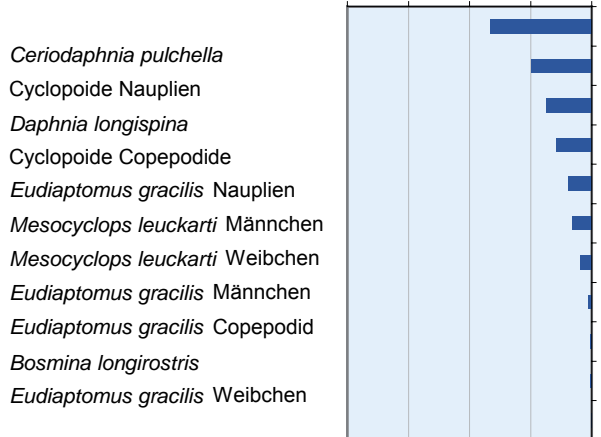 Ceriodaphnia pulchella
Cyclopoide Nauplien
Daphnia longispina
Cyclopoide Copepodide
Eudiaptomus gracilis Nauplien
Mesocyclops leuckarti Männchen
Mesocyclops leuckarti Weibchen
Eudiaptomus gracilis Männchen
Eudiaptomus gracilis Copepodid
Bosmina longirostris
Eudiaptomus gracilis Weibchen